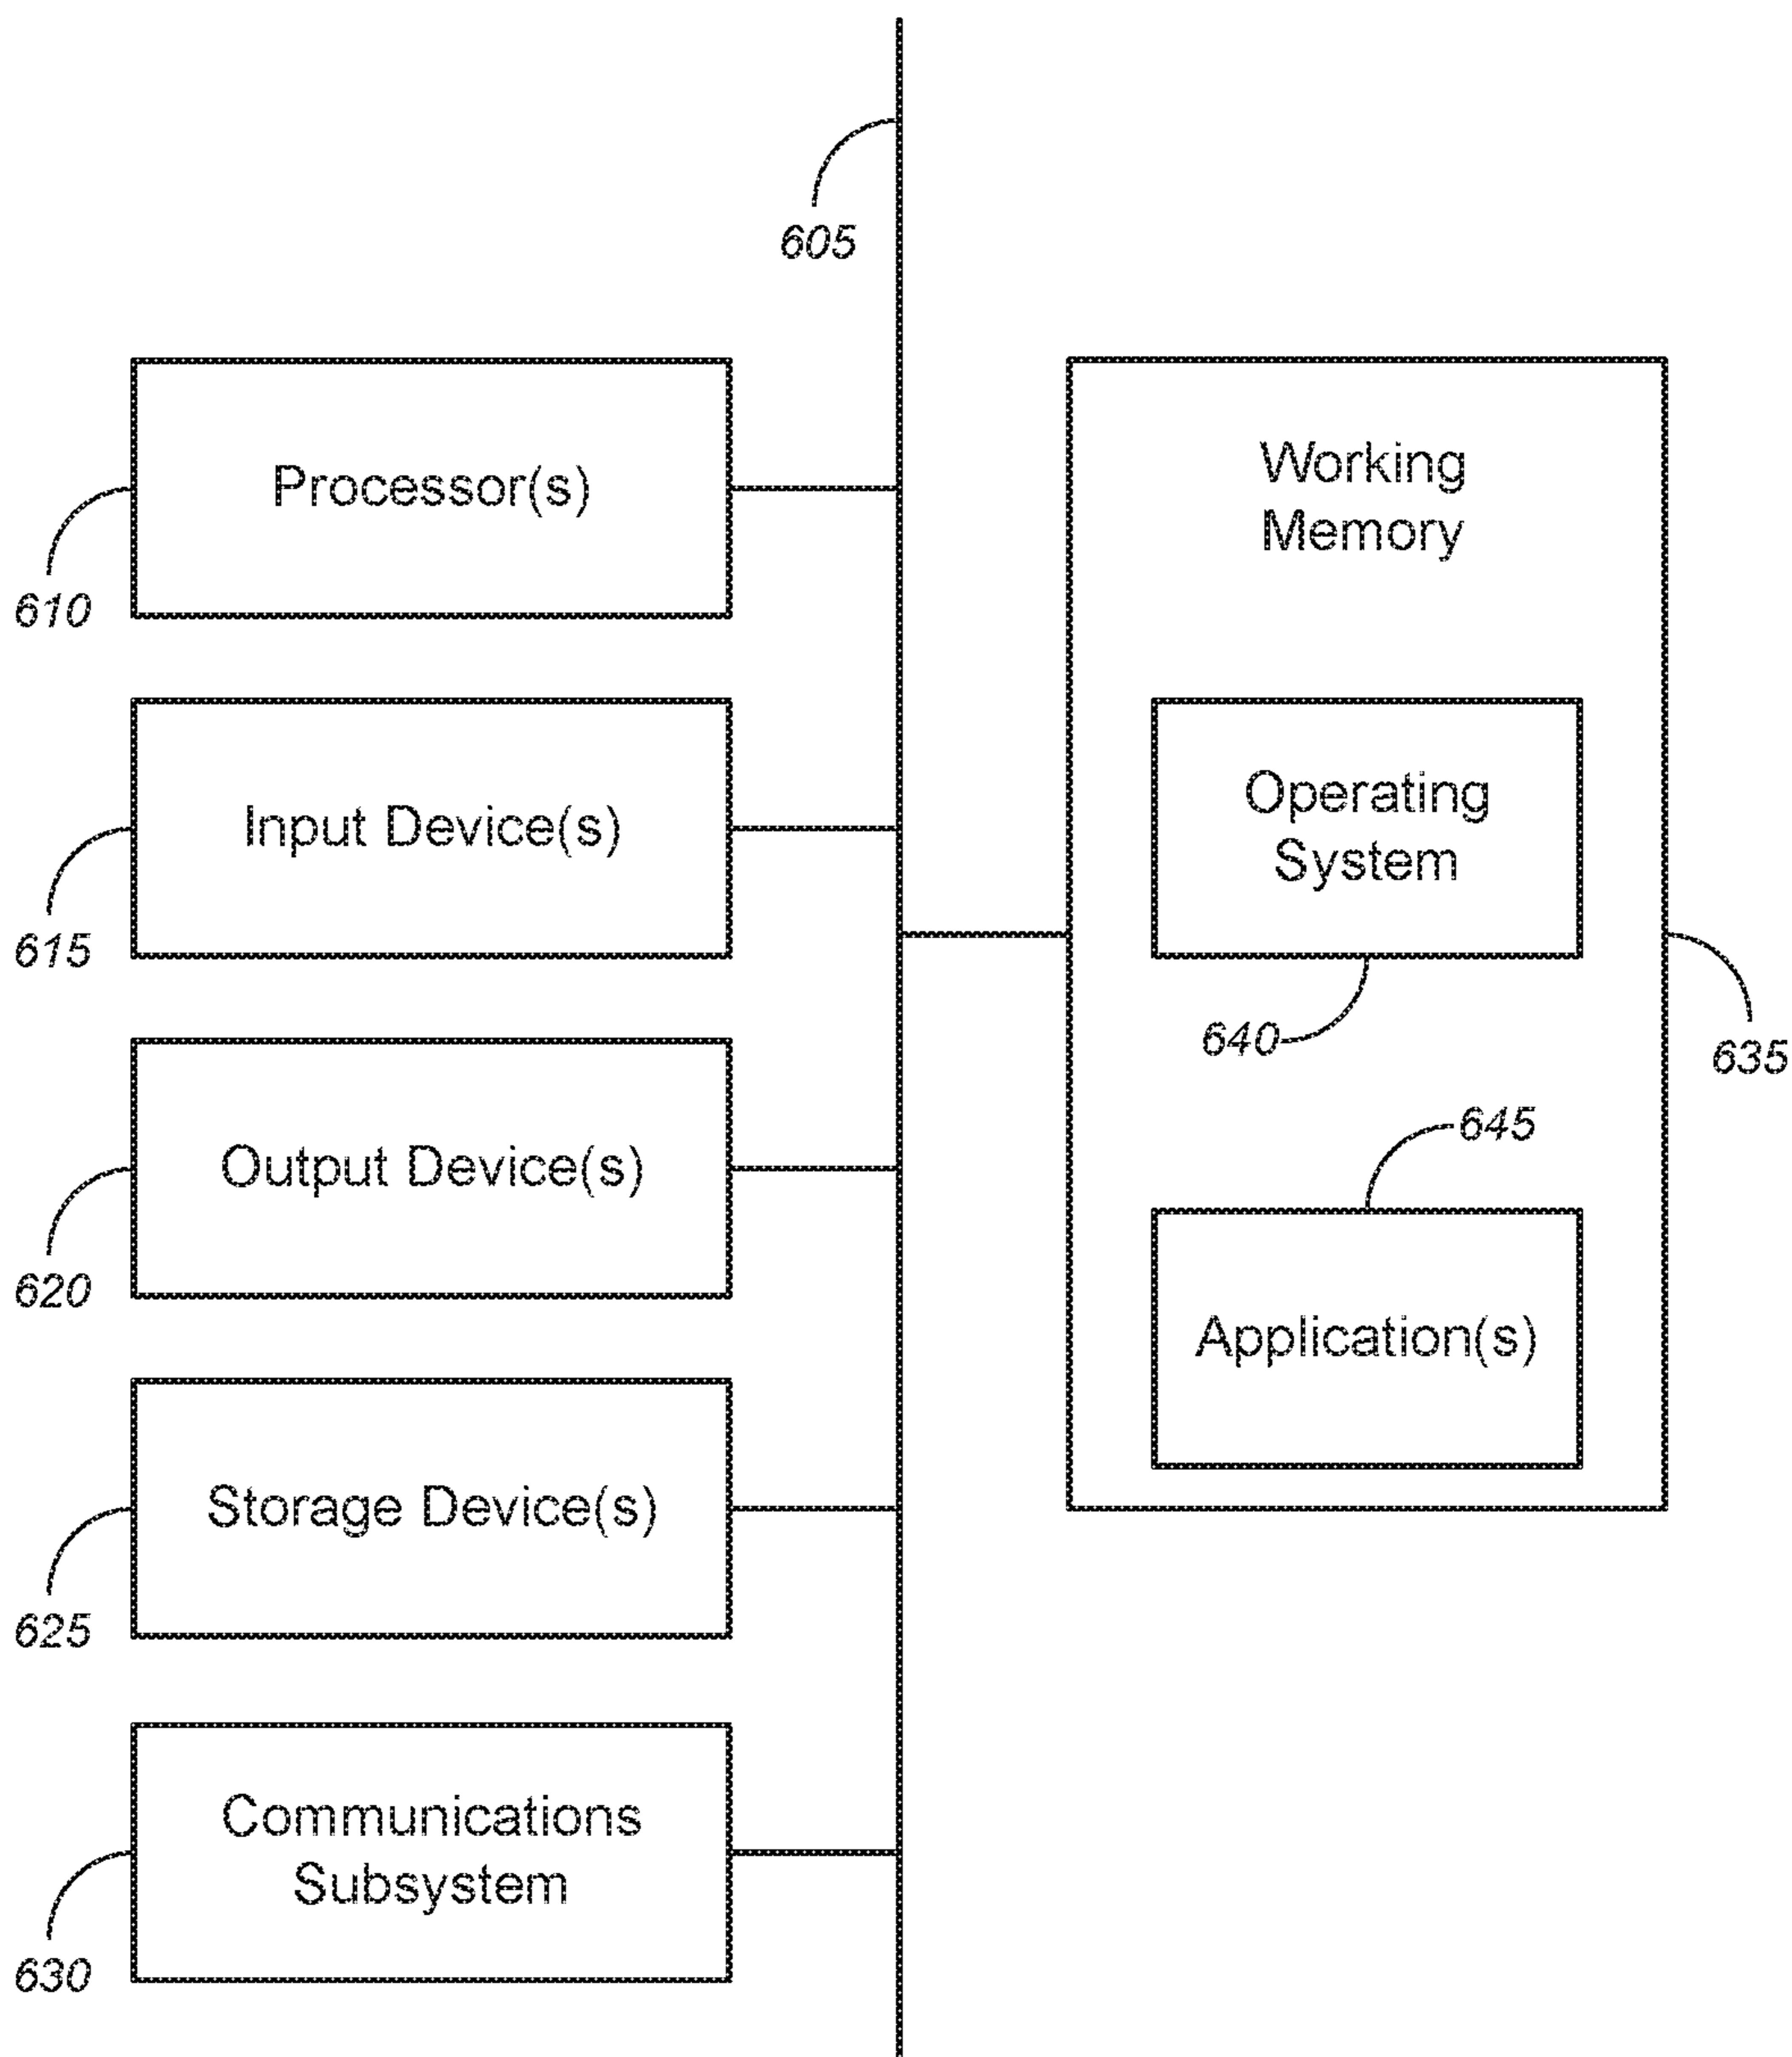 605
Processor(s)
610
Input Device(s)
615
Output Device(s)
620
Storage Device(s)
625
Communications
Subsystem
630
Working
Memory
Operating
System
640
635
645
Application(s)